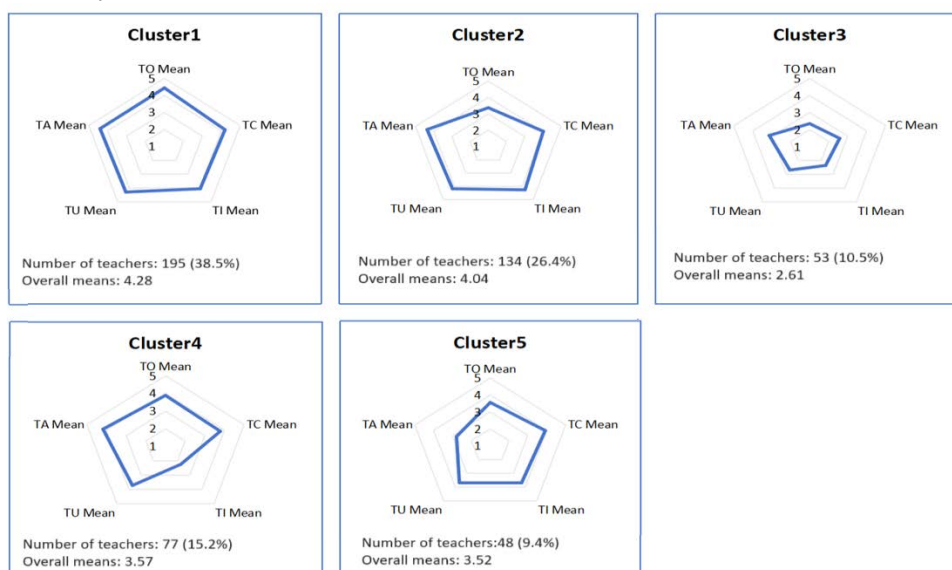 Cluster1
TO Mean
5
4
3
2
1
TA Mean
TC Mean
TU Mean
TI Mean
Number of teachers: 195 (38.5%)
Overall means: 4.28
Cluster2
TO Mean
5
4
3
2
1
TA Mean
TC Mean
TU Mean
TI Mean
Number of teachers: 134 (26.4%)
Overall means: 4.04
Cluster3
TO Mean
5
4
3
2
1
TA Mean
TC Mean
TU Mean
TI Mean
Number of teachers: 53 (10.5%)
Overall means: 2.61
Cluster4
TO Mean
5
4
3
2
1
TA Mean
TC Mean
TU Mean
TI Mean
Number of teachers: 77 (15.2%)
Overall means: 3.57
Cluster5
TO Mean
5
4
3
2
1
TA Mean
TC Mean
TU Mean
TI Mean
Number of teachers:48 (9.4%)
Overall means: 3.52